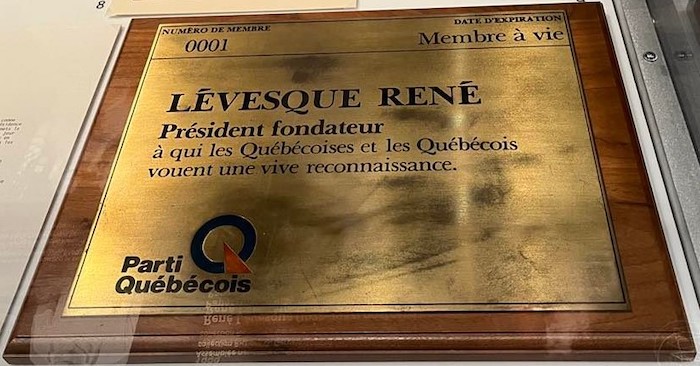 8
NUMÉRO DE MEMBRE
0001
DATE D'EXPIRATION
Membre à vie
LÉVESQUE RENÉ
Président fondateur
à qui les Québécoises et les Québécois
vouent une vive reconnaissance.
Parti
Québécois